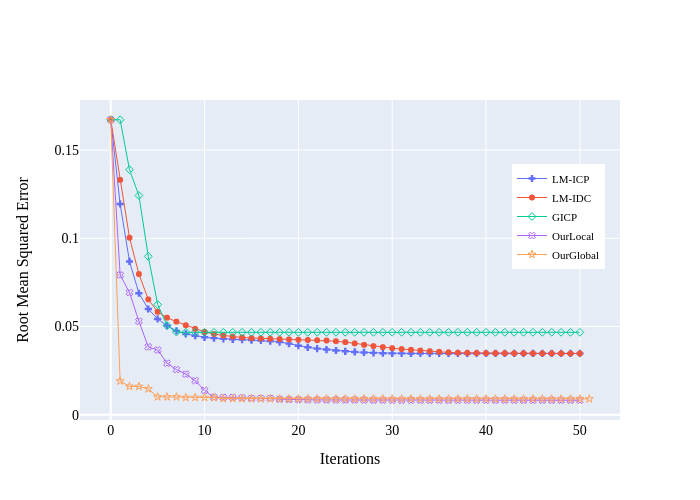 Root Mean Squared Error
0.15
0.1
0.05
0
0
10
20
30
40
50
Iterations
LM-ICP
LM-IDC
GICP
OurLocal
OurGlobal